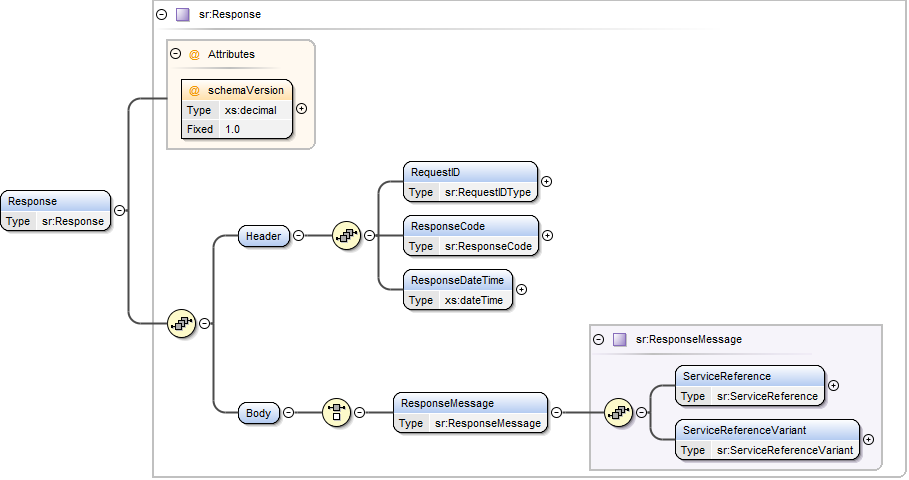 sr:Response
@ Attributes
@ schemaVersion
Type xs:decimal
Fixed 1.0
Response
Type sr:Response
Header
RequestID
Type sr:RequestIDType
ResponseCode
Type sr:ResponseCode
ResponseDateTime
Type xs:dateTime
Body
ResponseMessage
Type sr:ResponseMessage
sr:ResponseMessage
ServiceReference
Type sr:ServiceReference
ServiceReferenceVariant
Type sr:ServiceReferenceVariant